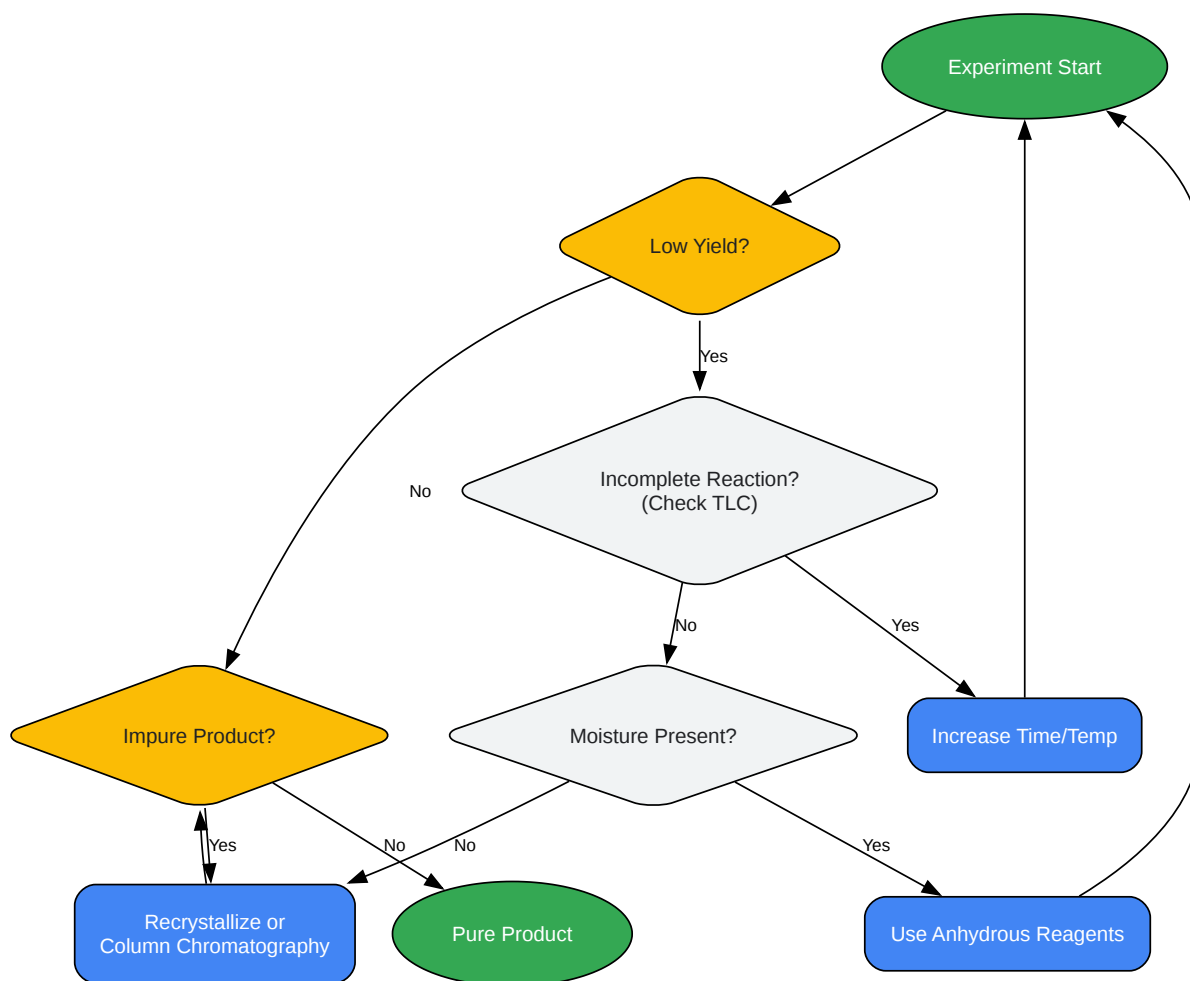 Experiment Start
Low Yield?
Yes
Incomplete Reaction?
(Check TLC)
No
No
Yes
Impure Product?
Moisture Present?
Increase Time/Temp
Yes
No
No
Yes
Recrystallize or
Column Chromatography
Pure Product
Use Anhydrous Reagents